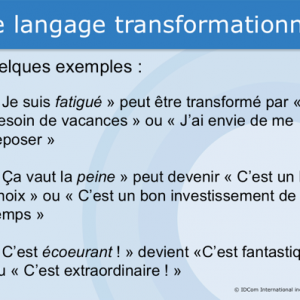 e langage transformationn
elques exemples :
Je suis fatigué » peut être transformé par «
esoin de vacances » ou « J'ai envie de me
eposer »
Ça vaut la peine » peut devenir « C'est un
hoix » ou « C'est un bon investissement de
emps »
C'est écoeurant ! » devient «C'est fantastiq
u « C'est extraordinaire ! »
© IDCom International in